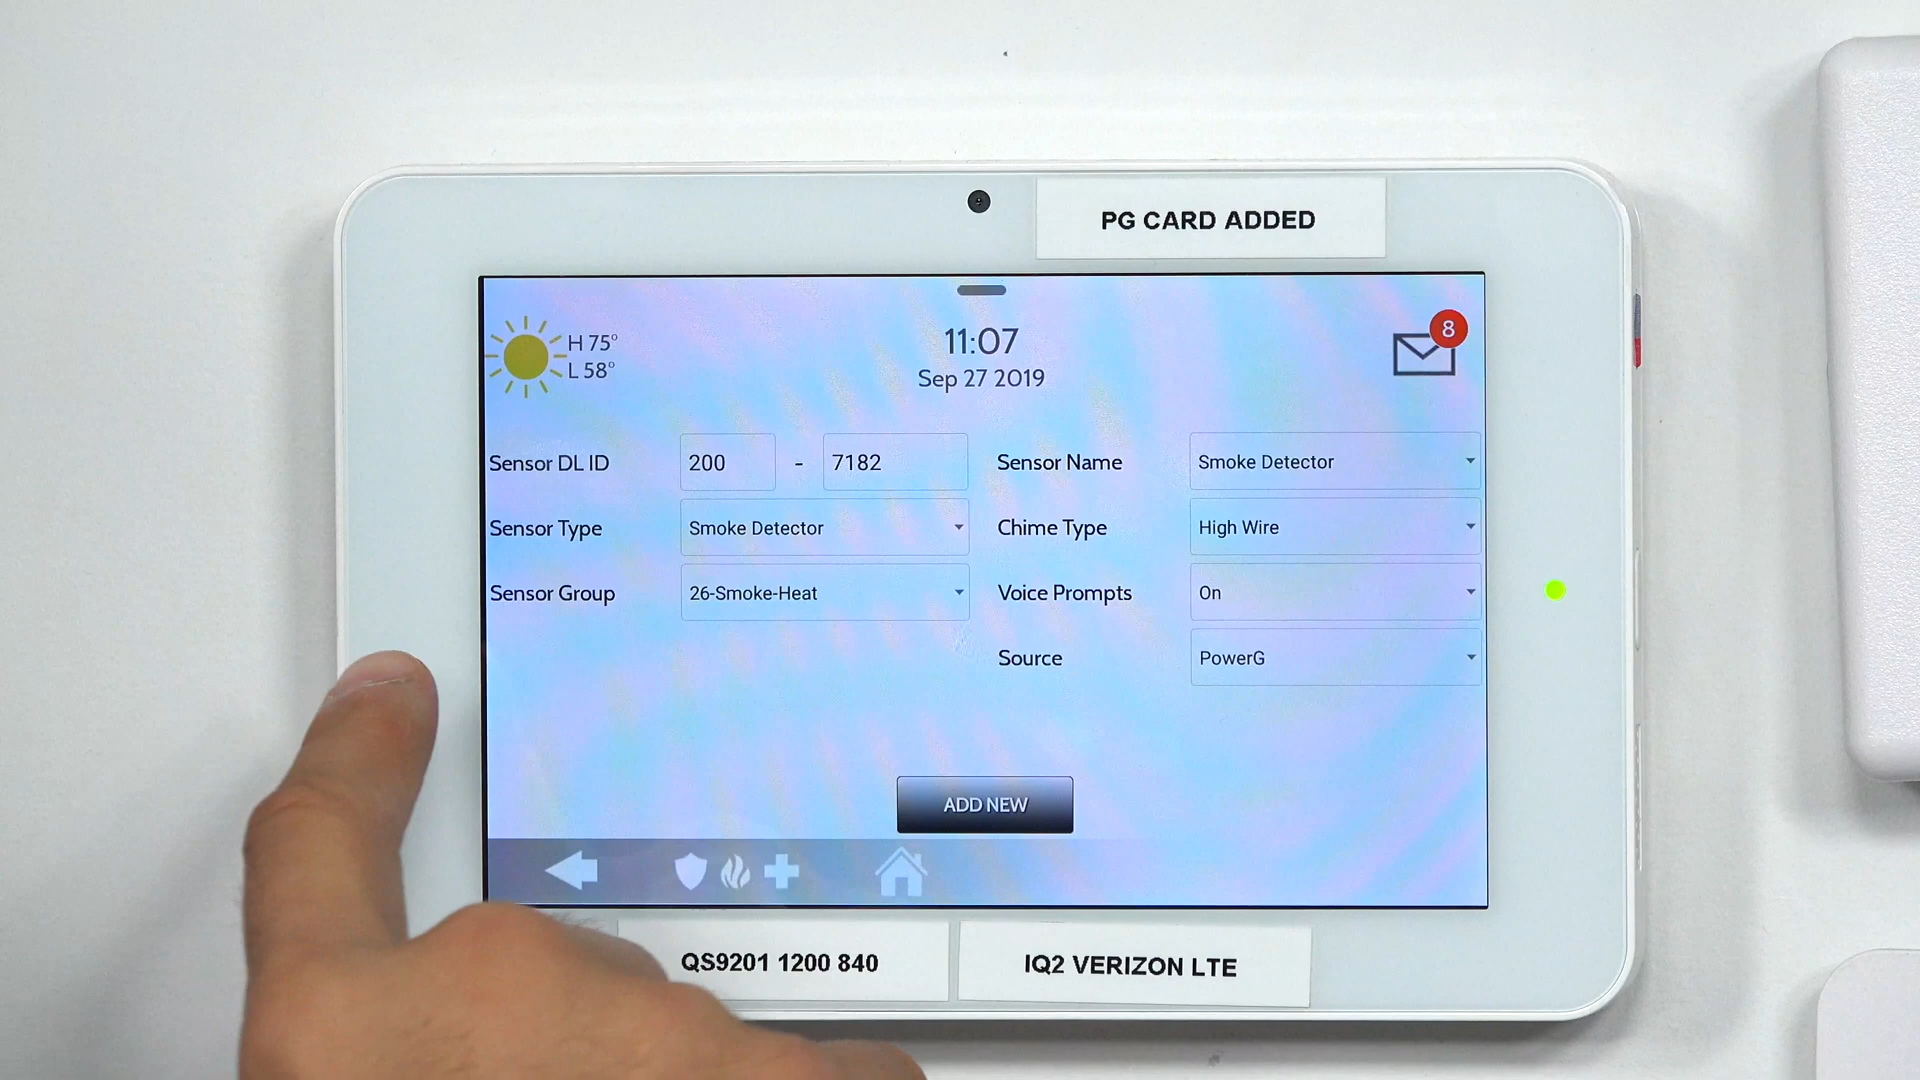 PG CARD ADDED
H 75°
L 58°
11:07
Sep 27 2019
8
Sensor DL ID 200 - 7182 Sensor Name Smoke Detector
Sensor Type Smoke Detector Chime Type High Wire
Sensor Group 26-Smoke-Heat Voice Prompts On
Source PowerG
ADD NEW
QS9201 1200 840
IQ2 VERIZON LTE